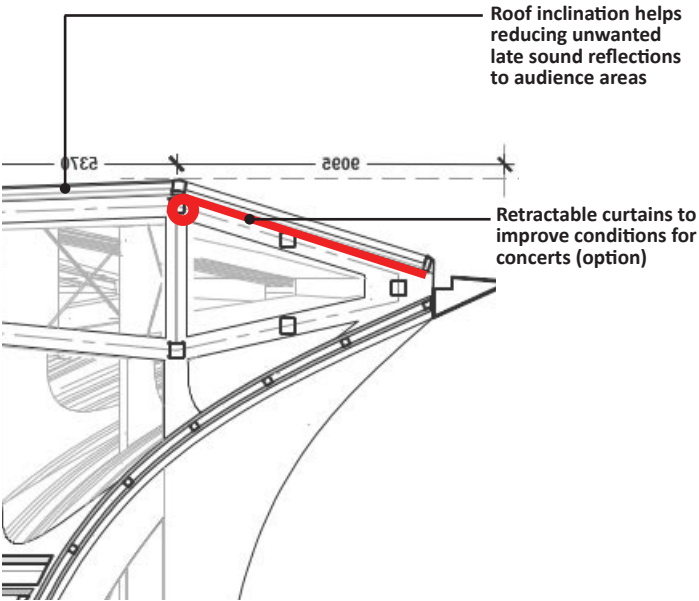 Roof inclination helps
reducing unwanted
late sound reflections
to audience areas
5370
9095
Retractable curtains to
improve conditions for
concerts (option)